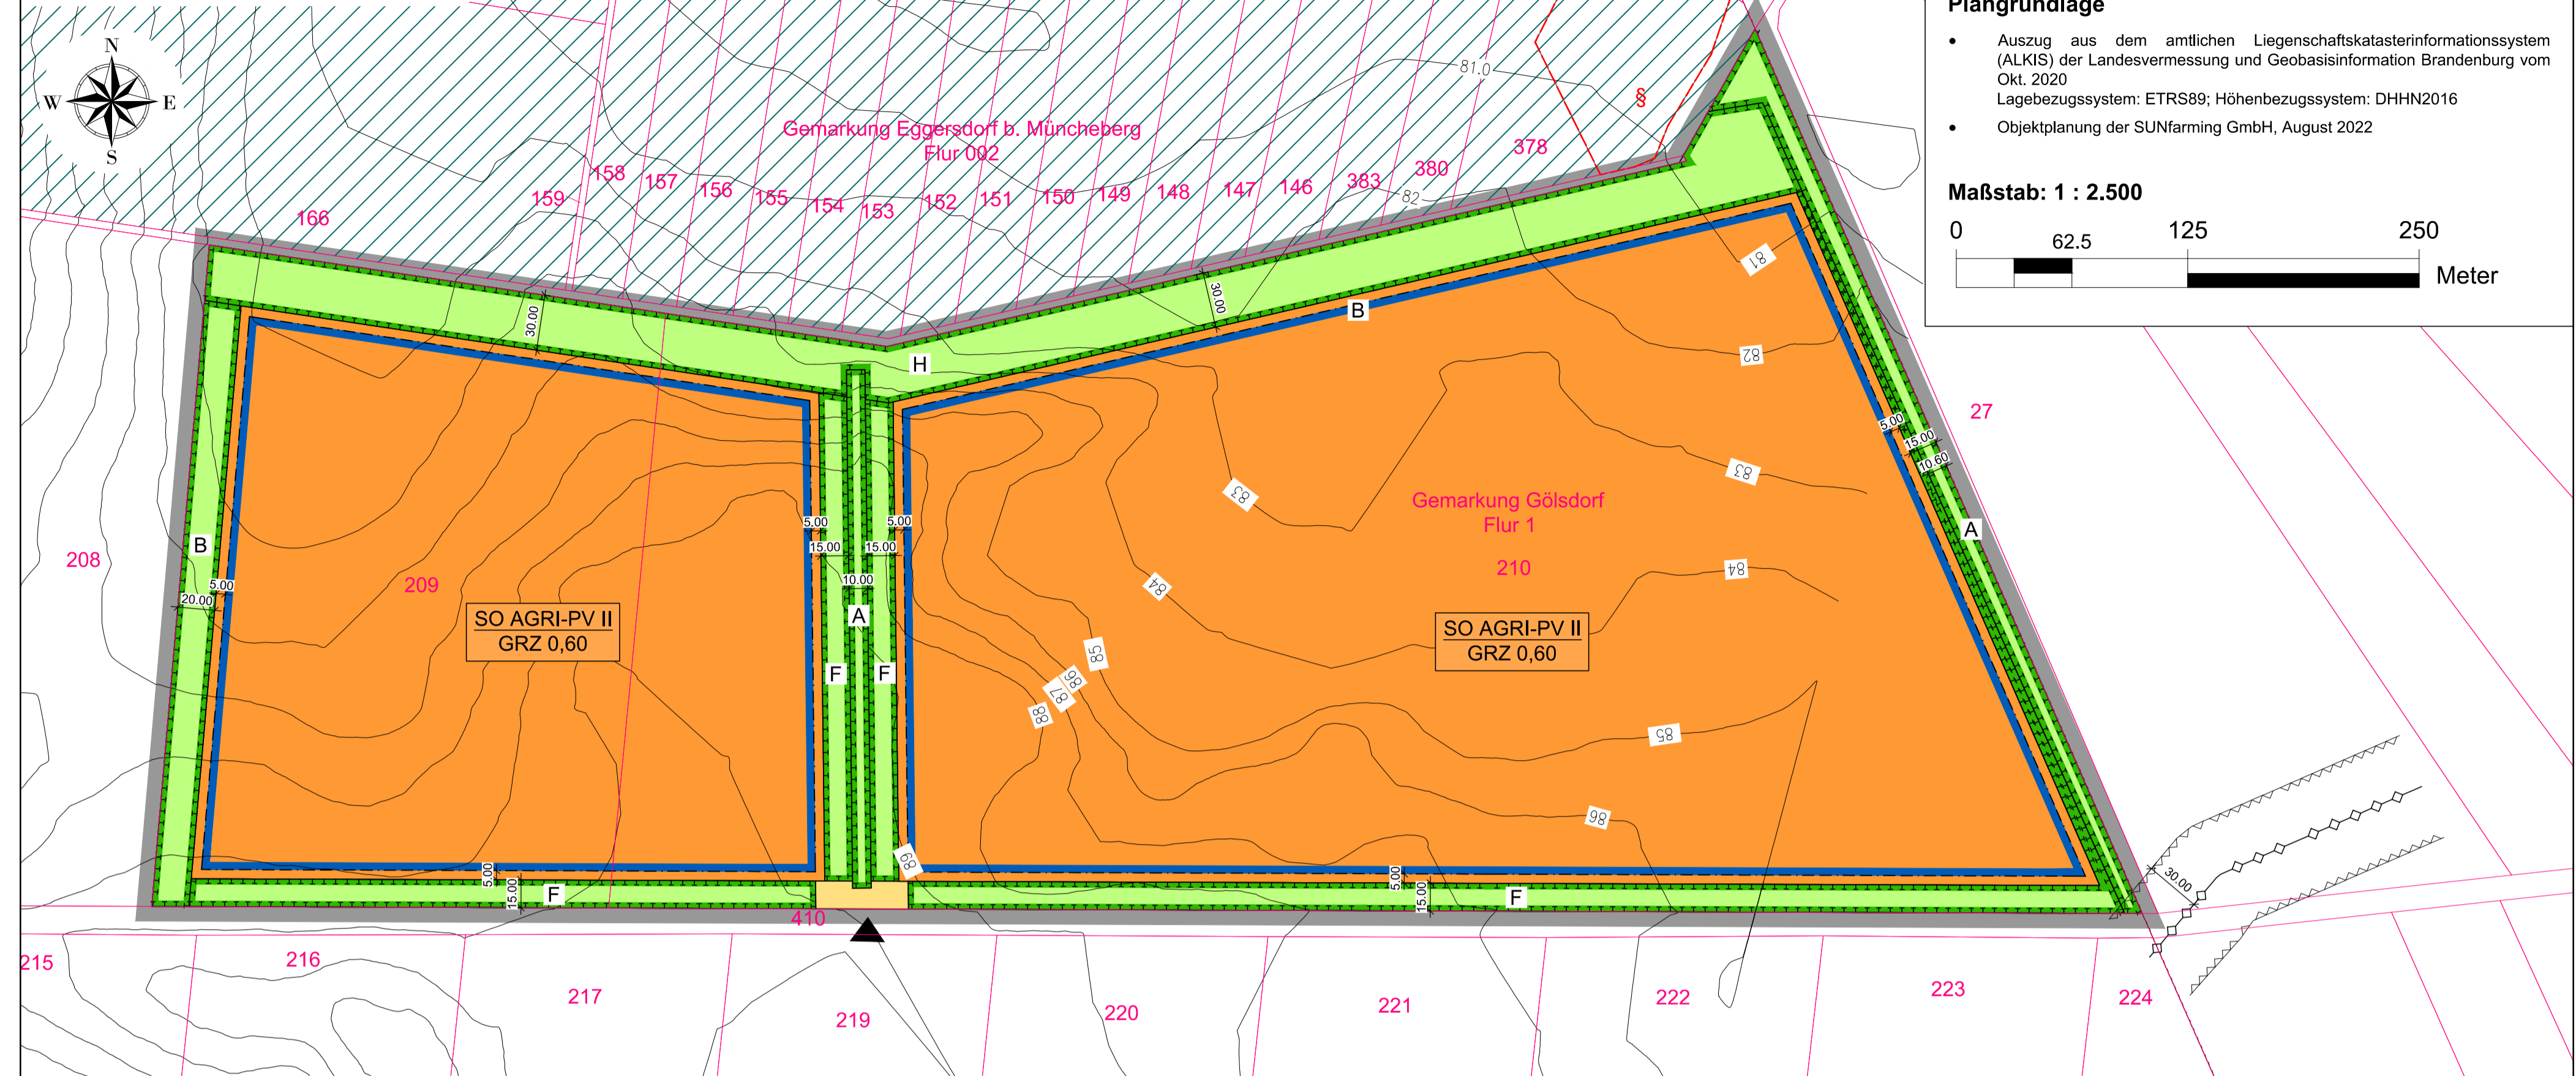 Plangrundlage
• Auszug aus dem amtlichen Liegenschaftskatasterinformationssystem
(ALKIS) der Landesvermessung und Geobasisinformation Brandenburg vom
Okt. 2020
Lagebezugssystem: ETRS89; Höhenbezugssystem: DHHN2016
• Objektplanung der SUNfarming GmbH, August 2022
Maßstab: 1 : 2.500
0
62.5
125
250
Meter
N
W
E
S
81.0
§
Gemarkung Eggersdorf b. Müncheberg
Flur 002
378
380
383
146
147
148
149
150
151
152
153
154
155
156
157
158
159
166
82
81
30.00
30.00
B
H
82
27
5.00
15.00
10.60
83
83
Gemarkung Gölsdorf
Flur 1
210
A
B
208
209
5.00
20.00
5.00
5.00
15.00
15.00
10.00
A
84
84
SO AGRI-PV II
GRZ 0,60
SO AGRI-PV II
GRZ 0,60
F
F
85
86
87
88
85
86
89
5.00
15.00
F
5.00
15.00
F
30.00
410
215
216
217
219
220
221
222
223
224